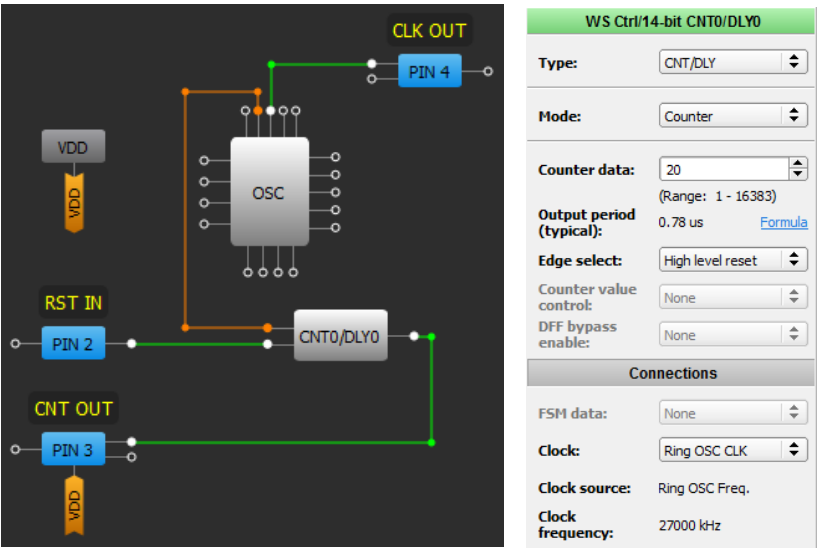 CLK OUT
PIN 4
VDD
VDD
OSC
RST IN
PIN 2
CNT0/DLY0
CNT OUT
PIN 3
VDD
WS Ctrl/14-bit CNT0/DLY0
Type: CNT/DLY
Mode: Counter
Counter data: 20
(Range: 1 - 16383)
Output period
(typical): 0.78 us Formula
Edge select: High level reset
Counter value
control: None
DFF bypass
enable: None
Connections
FSM data: None
Clock: Ring OSC CLK
Clock source: Ring OSC Freq.
Clock
frequency: 27000 kHz